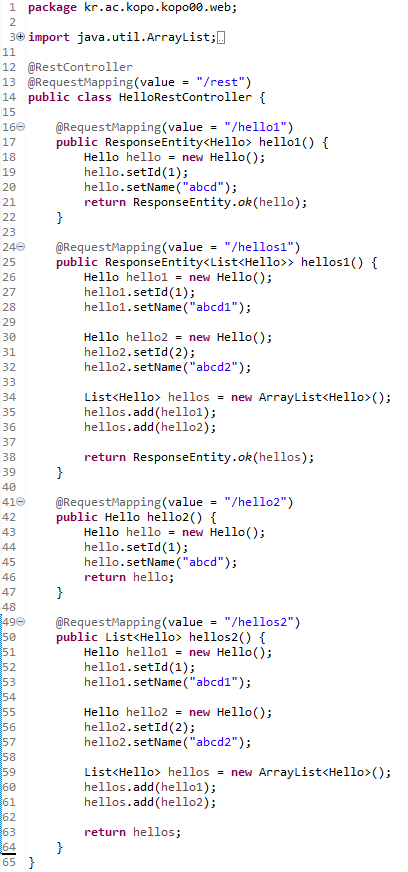 1 package kr.ac.kopo.kopo00.web;
2
3 import java.util.ArrayList;
11
12 @RestController
13 @RequestMapping(value = "/rest")
14 public class HelloRestController {
15
16 @RequestMapping(value = "/hello1")
17 public ResponseEntity<Hello> hello1() {
18 Hello hello = new Hello();
19 hello.setId(1);
20 hello.setName("abcd");
21 return ResponseEntity.ok(hello);
22 }
23
24 @RequestMapping(value = "/hellos1")
25 public ResponseEntity<List<Hello>> hellos1() {
26 Hello hello1 = new Hello();
27 hello1.setId(1);
28 hello1.setName("abcd1");
29
30 Hello hello2 = new Hello();
31 hello2.setId(2);
32 hello2.setName("abcd2");
33
34 List<Hello> hellos = new ArrayList<Hello>();
35 hellos.add(hello1);
36 hellos.add(hello2);
37
38 return ResponseEntity.ok(hellos);
39 }
40
41 @RequestMapping(value = "/hello2")
42 public Hello hello2() {
43 Hello hello = new Hello();
44 hello.setId(1);
45 hello.setName("abcd");
46 return hello;
47 }
48
49 @RequestMapping(value = "/hellos2")
50 public List<Hello> hellos2() {
51 Hello hello1 = new Hello();
52 hello1.setId(1);
53 hello1.setName("abcd1");
54
55 Hello hello2 = new Hello();
56 hello2.setId(2);
57 hello2.setName("abcd2");
58
59 List<Hello> hellos = new ArrayList<Hello>();
60 hellos.add(hello1);
61 hellos.add(hello2);
62
63 return hellos;
64 }
65 }